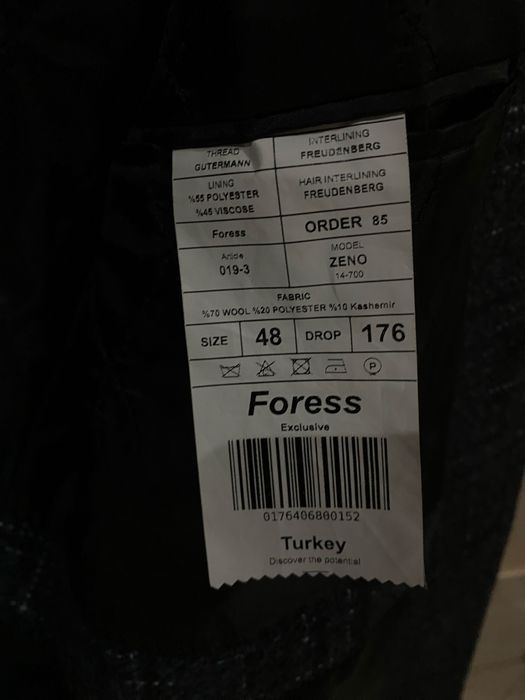 THREAD
GUTERMANN
INTERLINING
FREUDENBERG
LINING
%55 POLYESTER
%45 VISCOSE
HAIR INTERLINING
FREUDENBERG
Foress
ORDER 85
Article
019-3
MODEL
ZENO
14-700
FABRIC
%70 WOOL %20 POLYESTER %10 Kashemir
SIZE 48 DROP 176
P
Foress
Exclusive
0176406800152
Turkey
Discover the potential